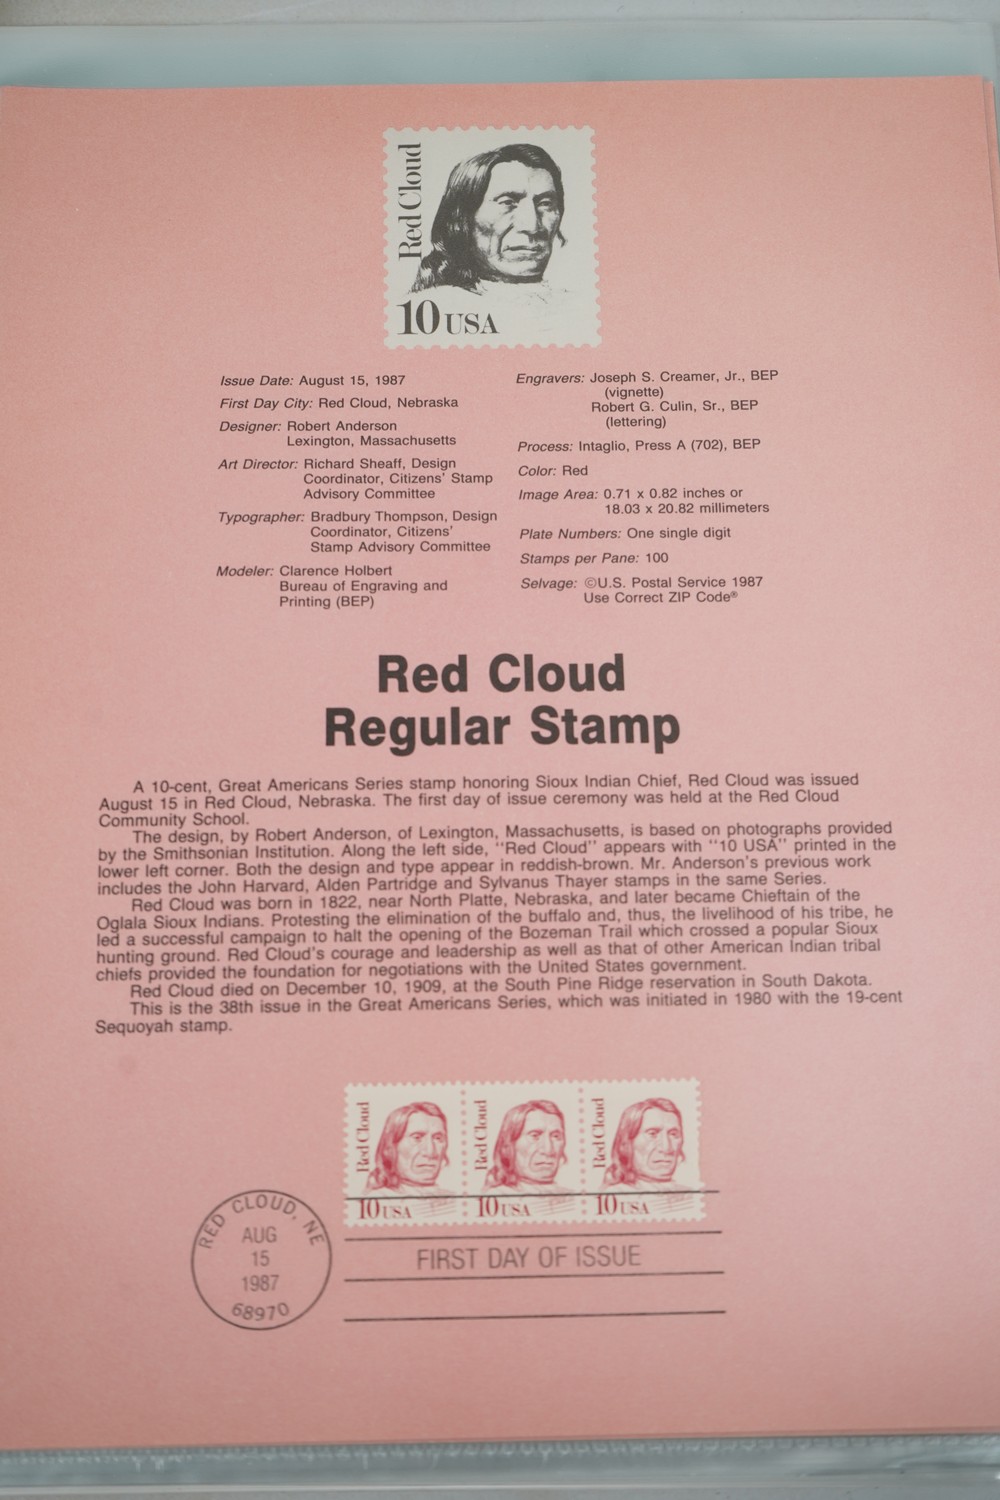 Red Cloud
10 USA
Issue Date: August 15, 1987
First Day City: Red Cloud, Nebraska
Designer: Robert Anderson
Lexington, Massachusetts
Art Director: Richard Sheaff, Design
Coordinator, Citizens' Stamp
Advisory Committee
Typographer: Bradbury Thompson, Design
Coordinator, Citizens'
Stamp Advisory Committee
Modeler: Clarence Holbert
Bureau of Engraving and
Printing (BEP)
Engravers: Joseph S. Creamer, Jr., BEP
(vignette)
Robert G. Culin, Sr., BEP
(lettering)
Process: Intaglio, Press A (702), BEP
Color: Red
Image Area: 0.71 x 0.82 inches or
18.03 x 20.82 millimeters
Plate Numbers: One single digit
Stamps per Pane: 100
Selvage: ©U.S. Postal Service 1987
Use Correct ZIP Code®
Red Cloud
Regular Stamp
A 10-cent, Great Americans Series stamp honoring Sioux Indian Chief, Red Cloud was issued
August 15 in Red Cloud, Nebraska. The first day of issue ceremony was held at the Red Cloud
Community School.
The design, by Robert Anderson, of Lexington, Massachusetts, is based on photographs provided
by the Smithsonian Institution. Along the left side, "Red Cloud" appears with "10 USA" printed in the
lower left corner. Both the design and type appear in reddish-brown. Mr. Anderson's previous work
includes the John Harvard, Alden Partridge and Sylvanus Thayer stamps in the same Series.
Red Cloud was born in 1822, near North Platte, Nebraska, and later became Chieftain of the
Oglala Sioux Indians. Protesting the elimination of the buffalo and, thus, the livelihood of his tribe, he
led a successful campaign to halt the opening of the Bozeman Trail which crossed a popular Sioux
hunting ground. Red Cloud's courage and leadership as well as that of other American Indian tribal
chiefs provided the foundation for negotiations with the United States government.
Red Cloud died on December 10, 1909, at the South Pine Ridge reservation in South Dakota.
This is the 38th issue in the Great Americans Series, which was initiated in 1980 with the 19-cent
Sequoyah stamp.
Red Cloud
10 USA
Red Cloud
10 USA
Red Cloud
10 USA
RED CLOUD, NE
AUG
15
1987
68970
FIRST DAY OF ISSUE